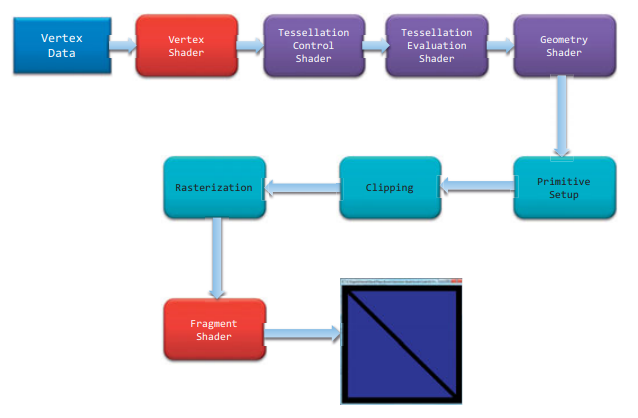 Vertex
Data
Vertex
Shader
Tessellation
Control
Shader
Tessellation
Evaluation
Shader
Geometry
Shader
Primitive
Setup
Clipping
Rasterization
Fragment
Shader